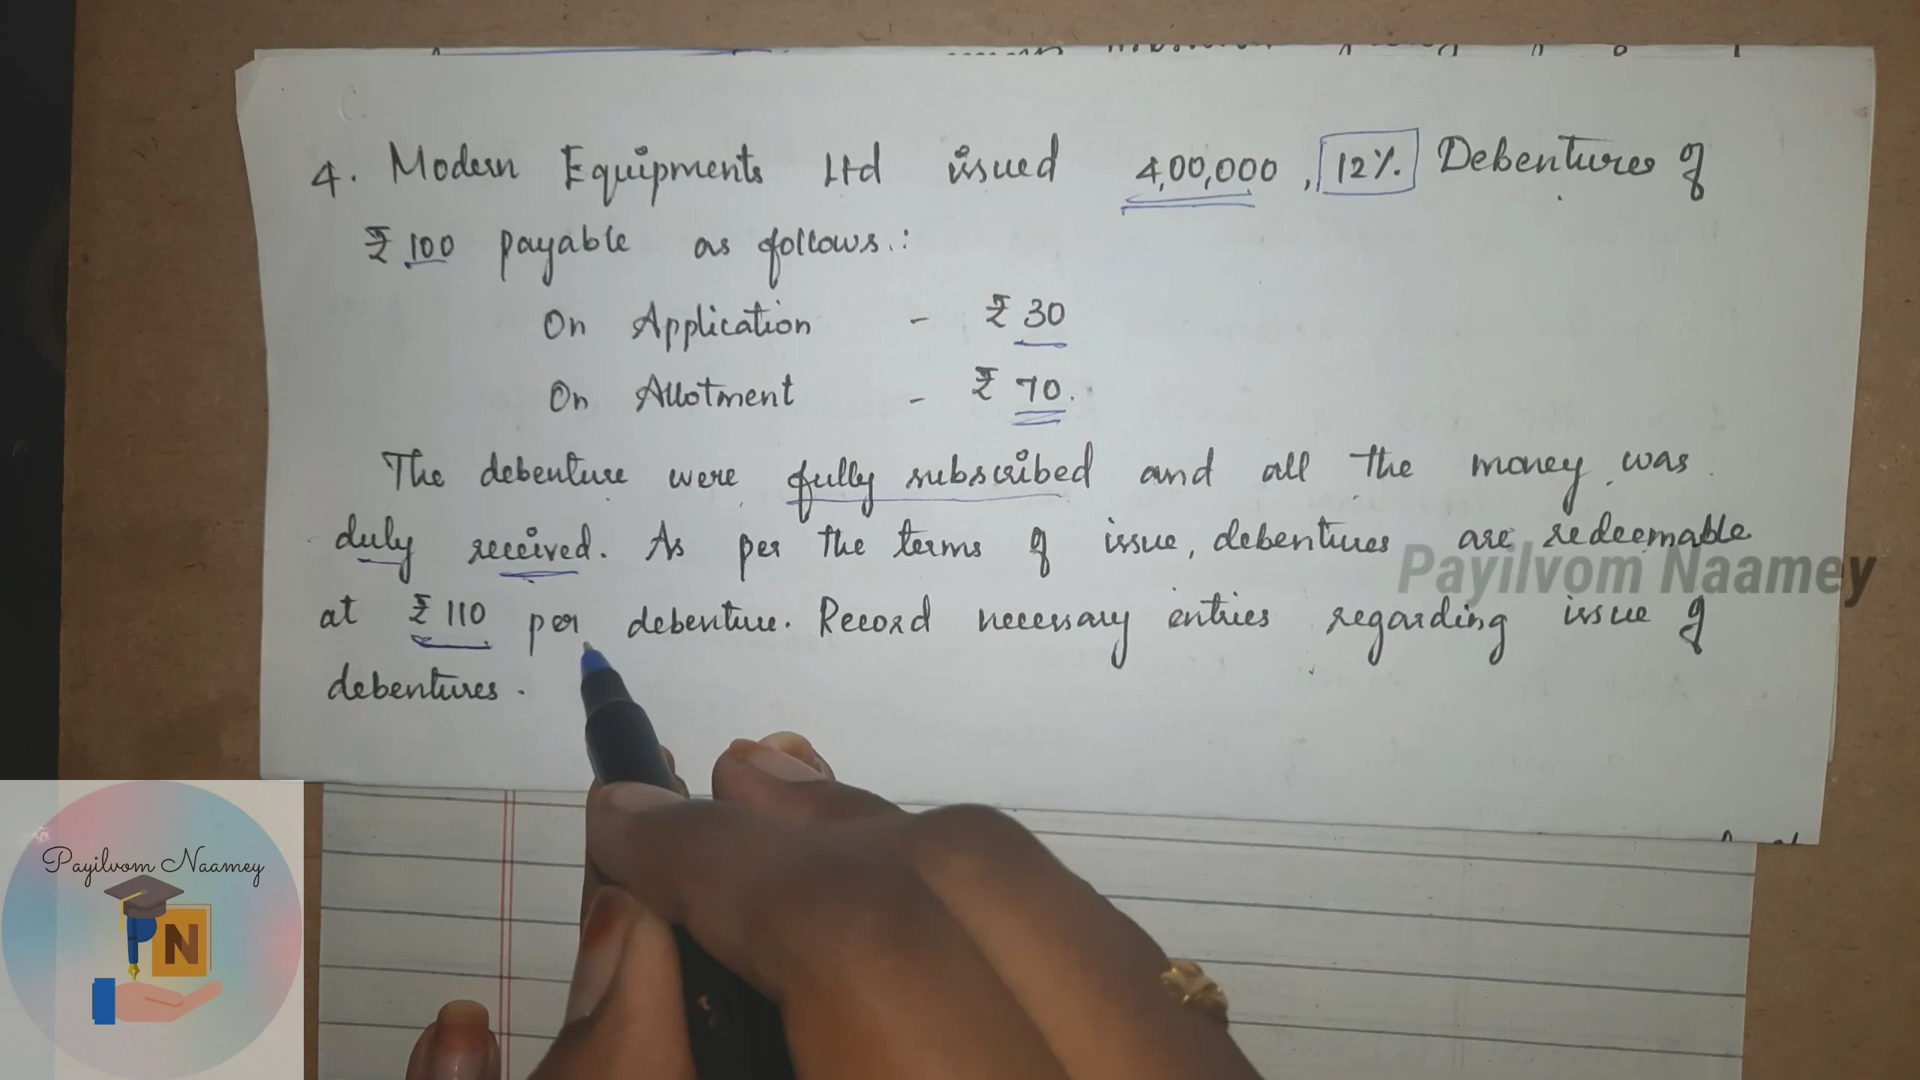 4. Modern Equipments Ltd issued 4,00,000, 12% Debentures of
₹ 100 payable as follows:
On Application - ₹ 30
On Allotment - ₹ 70.
The debenture were fully subscribed and all the money was
duly received. As per the terms of issue, debentures are redeemable
Payilvom Naamey
at ₹ 110 per debenture. Record necessary entries regarding issue of
debentures.
Payilvom Naamey
PN